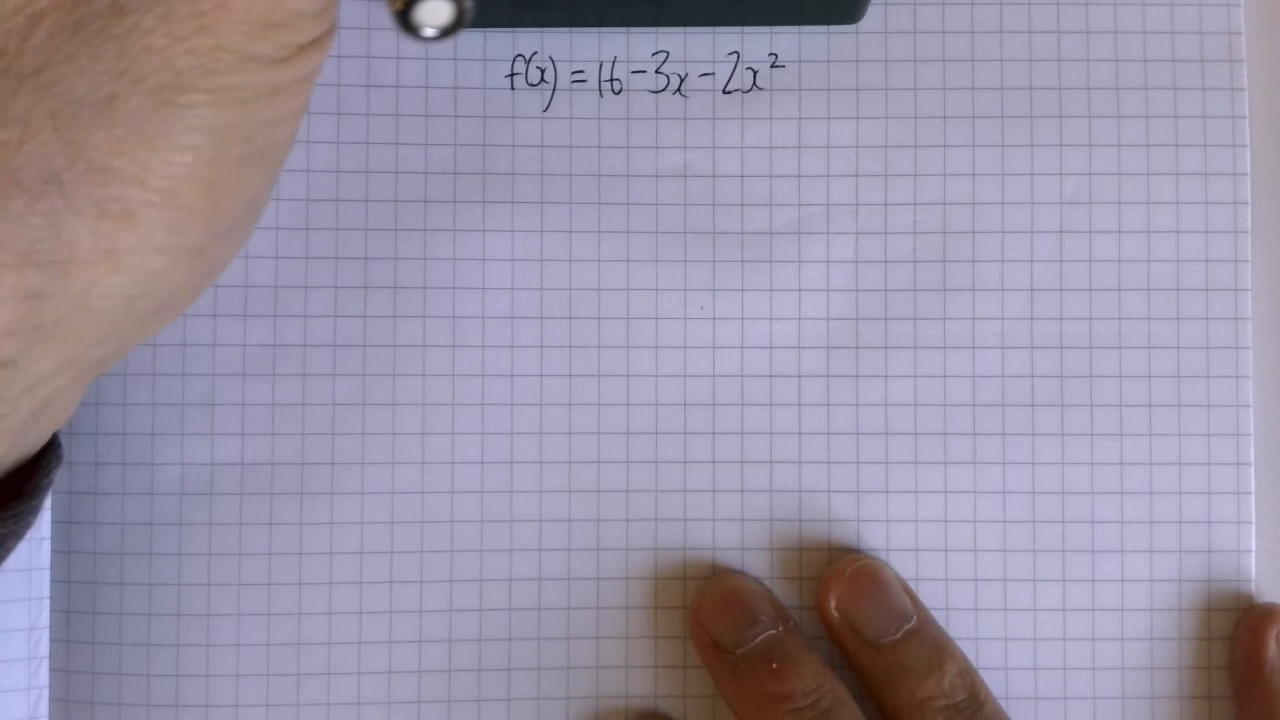 f(x) = 16 - 3x - 2x²